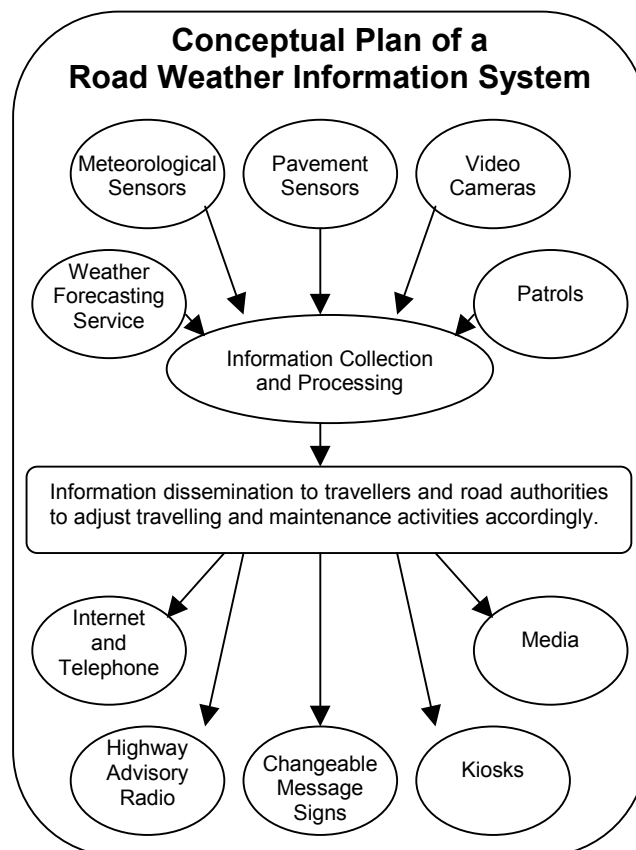 Conceptual Plan of a
Road Weather Information System
Meteorological
Sensors
Pavement
Sensors
Video
Cameras
Weather
Forecasting
Service
Patrols
Information Collection
and Processing
Information dissemination to travellers and road authorities
to adjust travelling and maintenance activities accordingly.
Internet
and
Telephone
Media
Highway
Advisory
Radio
Changeable
Message
Signs
Kiosks